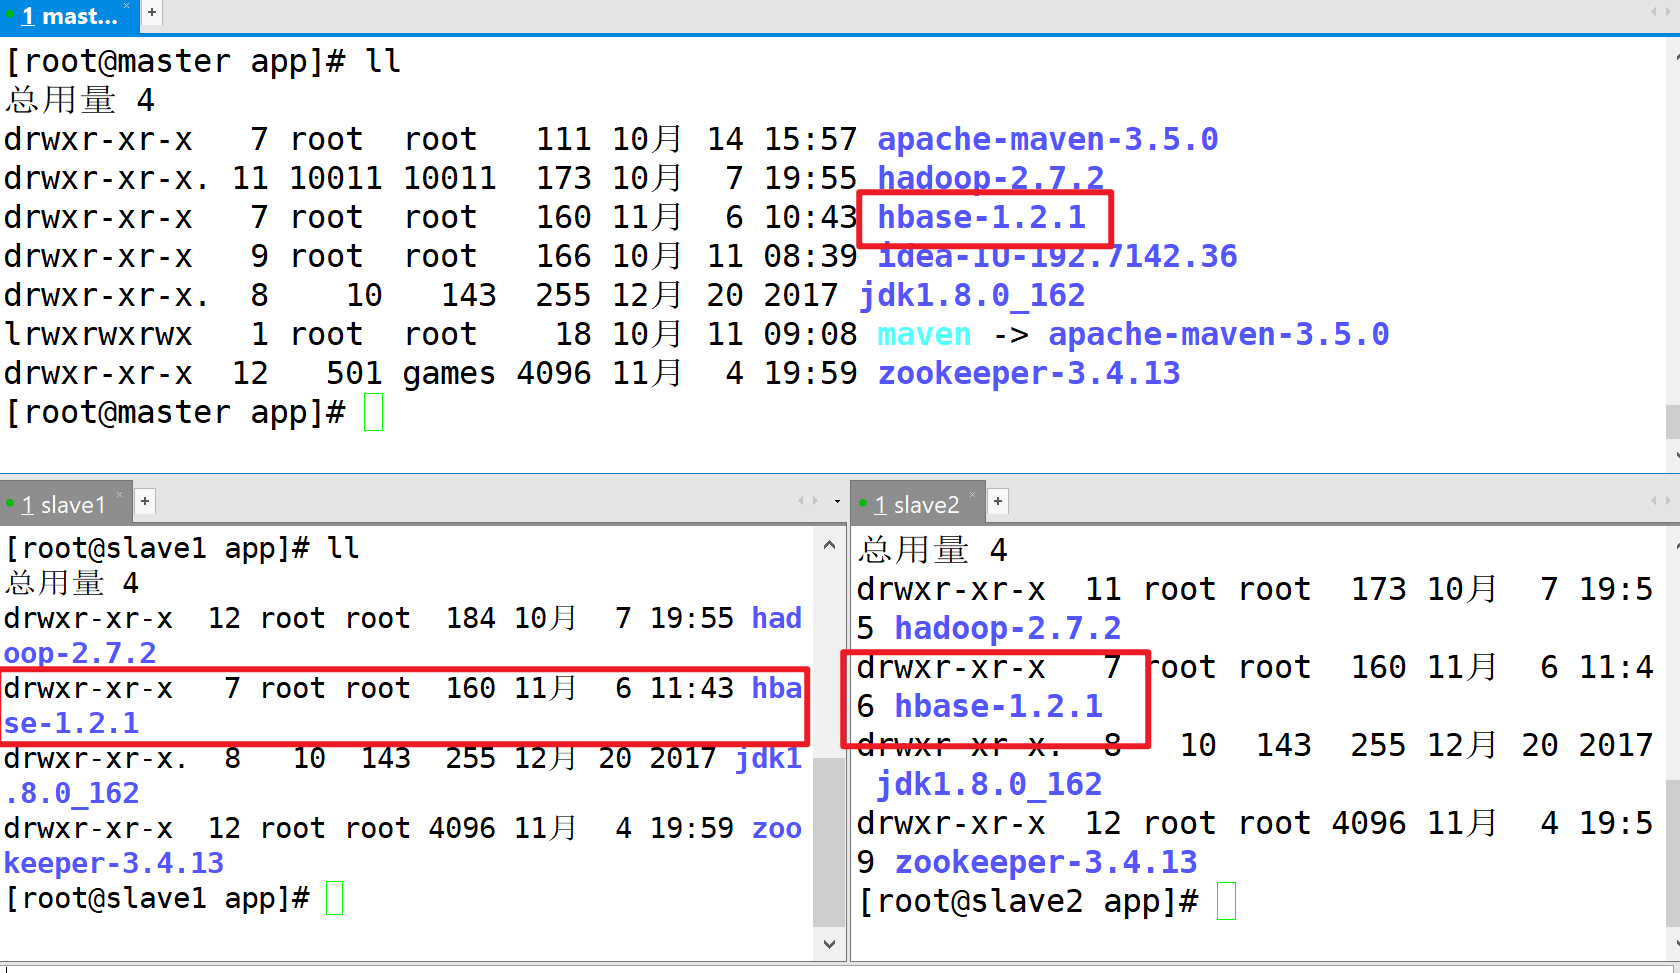 1 mast...
[root@master app]# ll
总用量 4
drwxr-xr-x   7 root  root   111 10月 14 15:57 apache-maven-3.5.0
drwxr-xr-x. 11 10011 10011  173 10月  7 19:55 hadoop-2.7.2
drwxr-xr-x   7 root  root   160 11月  6 10:43 hbase-1.2.1
drwxr-xr-x   9 root  root   166 10月 11 08:39 idea-IU-192.7142.36
drwxr-xr-x.  8    10   143  255 12月 20 2017 jdk1.8.0_162
lrwxrwxrwx   1 root  root    18 10月 11 09:08 maven -> apache-maven-3.5.0
drwxr-xr-x  12   501 games 4096 11月  4 19:59 zookeeper-3.4.13
[root@master app]#
1 slave1
[root@slave1 app]# ll
总用量 4
drwxr-xr-x  12 root root  184 10月  7 19:55 had
oop-2.7.2
drwxr-xr-x   7 root root  160 11月  6 11:43 hba
se-1.2.1
drwxr-xr-x.  8   10  143  255 12月 20 2017 jdk1
.8.0_162
drwxr-xr-x  12 root root 4096 11月  4 19:59 zoo
keeper-3.4.13
[root@slave1 app]#
1 slave2
总用量 4
drwxr-xr-x  11 root root  173 10月  7 19:5
5 hadoop-2.7.2
drwxr-xr-x   7 root root  160 11月  6 11:4
6 hbase-1.2.1
drwxr-xr-x.  8   10  143  255 12月 20 2017
 jdk1.8.0_162
drwxr-xr-x  12 root root 4096 11月  4 19:5
9 zookeeper-3.4.13
[root@slave2 app]#